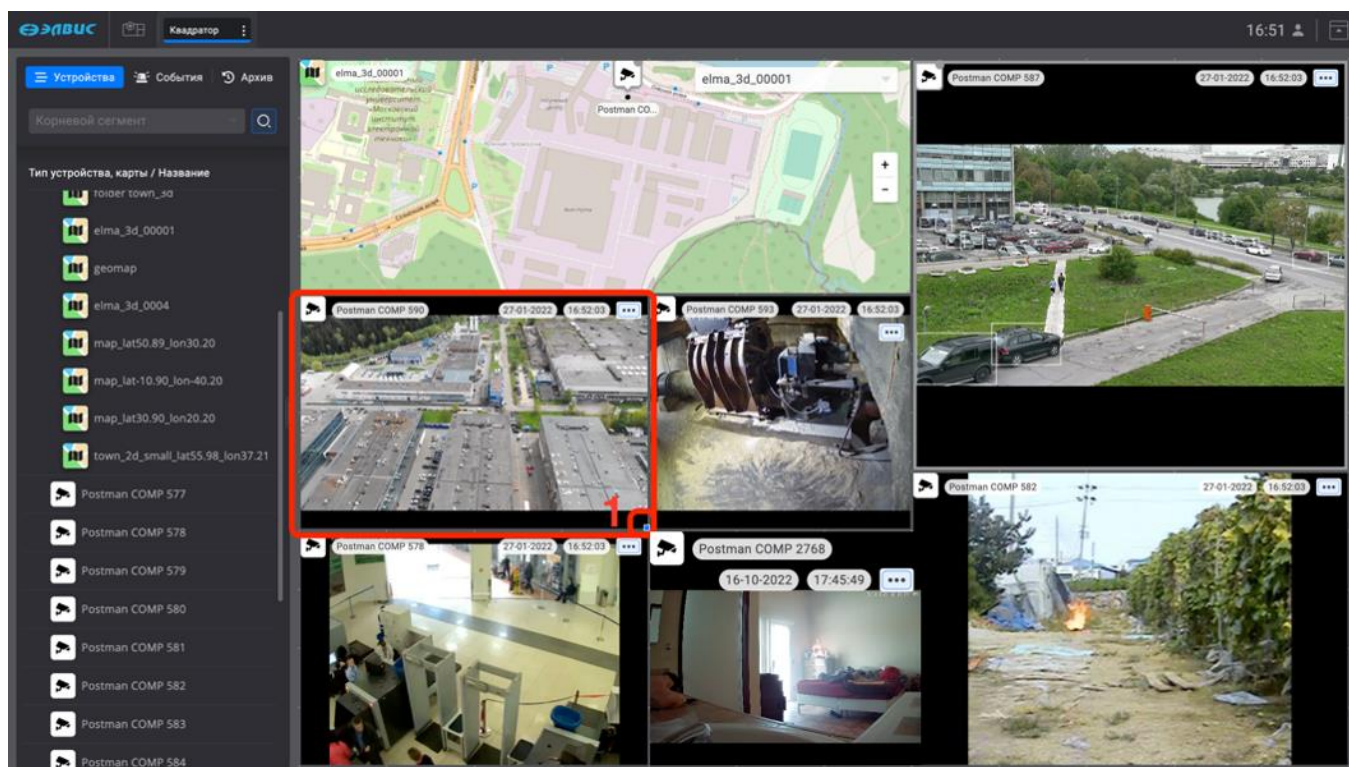 ЭЛВИС
Квадратор
16:51
Устройства
События
Архив
Корневой сегмент
Тип устройства, карты / Название
folder town_3d
elma_3d_00001
geomap
elma_3d_0004
map_lat50.89_lon30.20
map_lat-10.90_lon-40.20
map_lat30.90_lon20.20
town_2d_small_lat55.98_lon37.21
Postman COMP 577
Postman COMP 578
Postman COMP 579
Postman COMP 580
Postman COMP 581
Postman COMP 582
Postman COMP 583
Postman COMP 584
elma_3d_00001
исследовательский
университет
«Московский
институт
электронной
техники»
P
P
P
elma_3d_00001
Postman CO...
+
-
Postman COMP 587
27-01-2022 16:52:03
Postman COMP 590
27-01-2022 16:52:03
1
Postman COMP 593
27-01-2022 16:52:03
Postman COMP 578
27-01-2022 16:52:03
Postman COMP 2768
16-10-2022 17:45:49
Postman COMP 582
27-01-2022 16:52:03